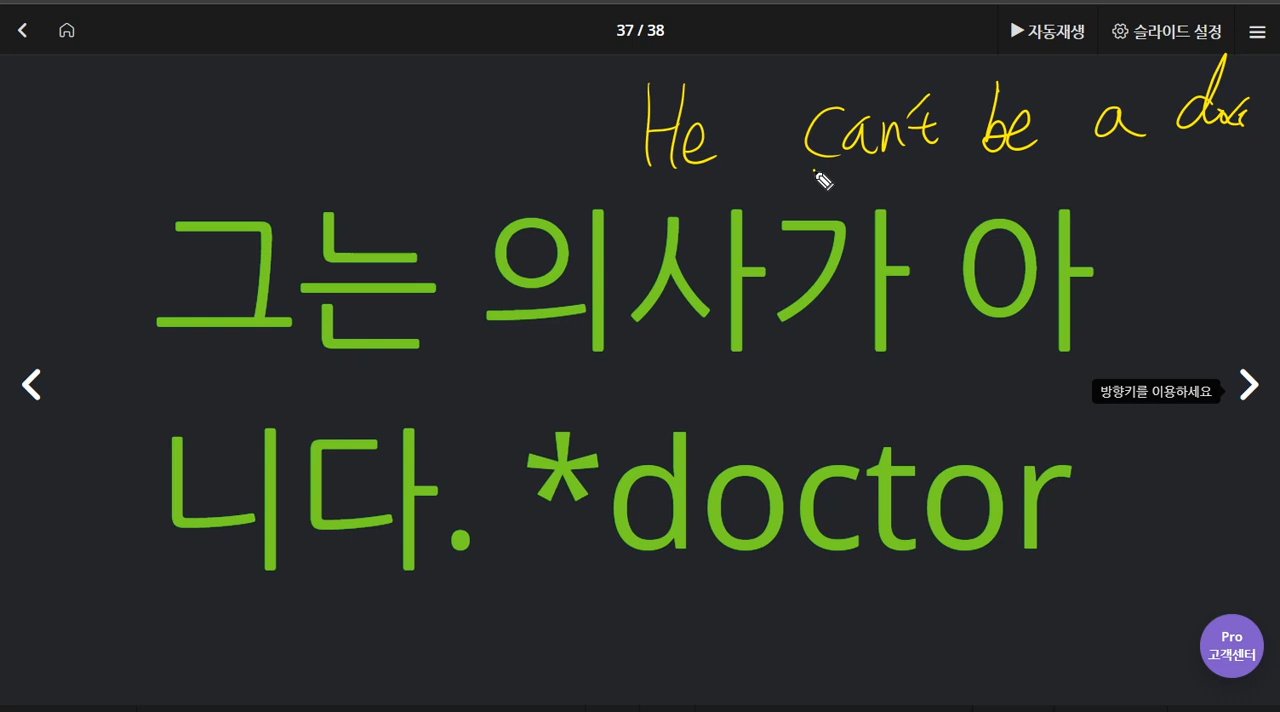 37 / 38
자동재생
슬라이드 설정
He can't be a doc
그는 의사가 아
니다. *doctor
방향키를 이용하세요
Pro
고객센터